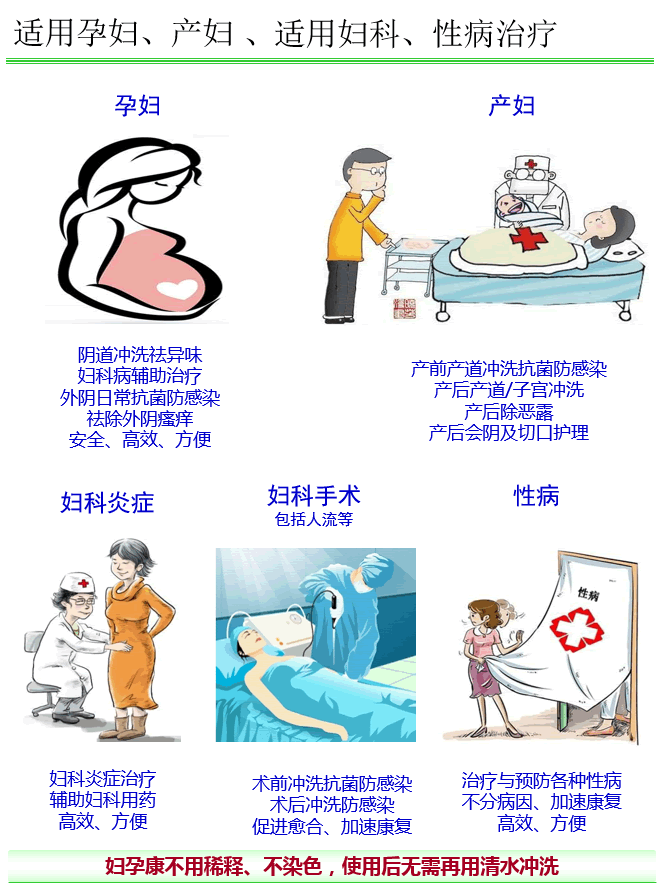 适用孕妇、产妇 、适用妇科、性病治疗
孕妇
阴道冲洗祛异味
妇科病辅助治疗
外阴日常抗菌防感染
祛除外阴瘙痒
安全、高效、方便
产妇
产前产道冲洗抗菌防感染
产后产道/子宫冲洗
产后除恶露
产后会阴及切口护理
妇科炎症
妇科炎症治疗
辅助妇科用药
高效、方便
妇科手术
包括人流等
术前冲洗抗菌防感染
术后冲洗防感染
促进愈合、加速康复
性病
性病
治疗与预防各种性病
不分病因、加速康复
高效、方便
妇孕康不用稀释、不染色，使用后无需再用清水冲洗